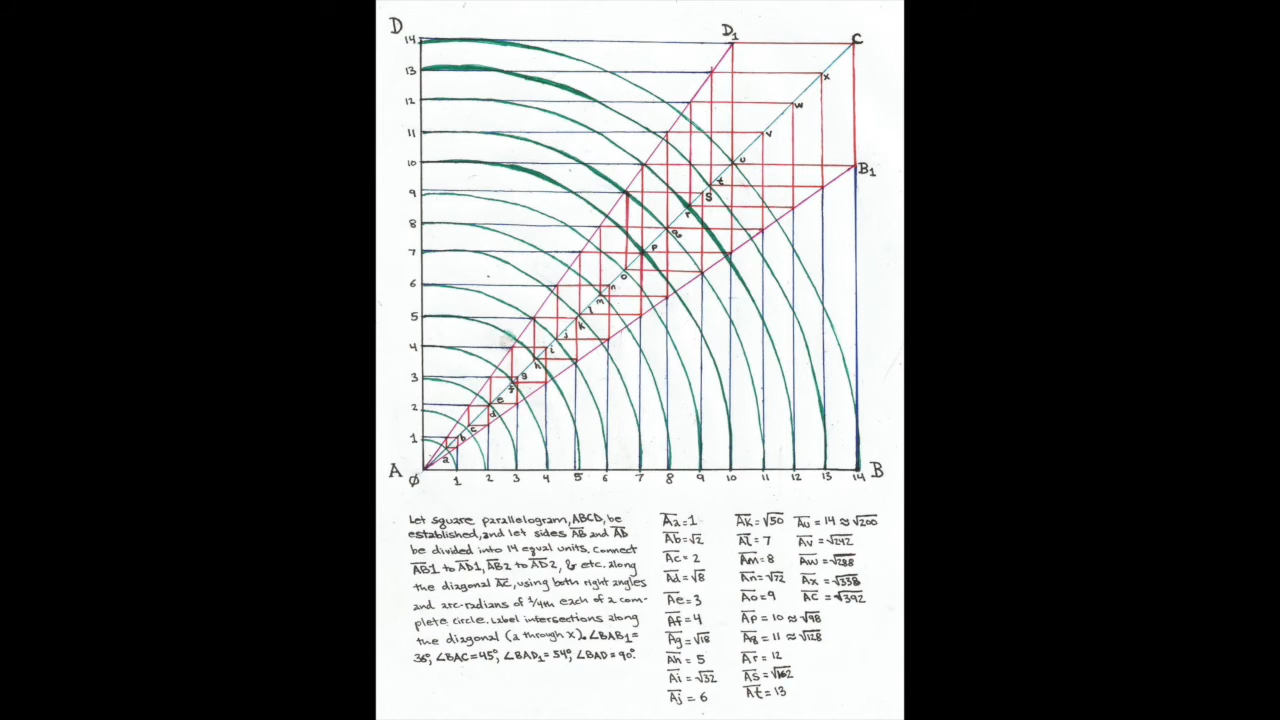 D
D1
C
14
13
x
12
w
11
v
10
u
B1
t
9
s
r
8
q
7
p
o
6
n
m
5
l
k
4
j
i
h
3
g
f
2
e
d
1
c
b
a
A
Ø
1 2 3 4 5 6 7 8 9 10 11 12 13 14
B
Let square parallelogram, ABCD, be
established, and let sides AB and AD
be divided into 14 equal units. Connect
AB1 to AD1, AB2 to AD2, & etc. along
the diagonal AC, using both right angles
and arc-radians of 1/4th each of a com-
plete circle. Label intersections along
the diagonal (a through x). ∠BAB1=
36°, ∠BAC=45°, ∠BAD1=54°, ∠BAD=90°.
Aa=1
Ab=√2
Ac=2
Ad=√8
Ae=3
Af=4
Ag=√18
Ah=5
Ai=√32
Aj=6
Ak=√50
Al=7
Am=8
An=√72
Ao=9
Ap=10≈√98
Aq=11≈√128
Ar=12
As=√162
At=13
Au=14≈√200
Av=√242
Aw=√288
Ax=√338
AC=√392